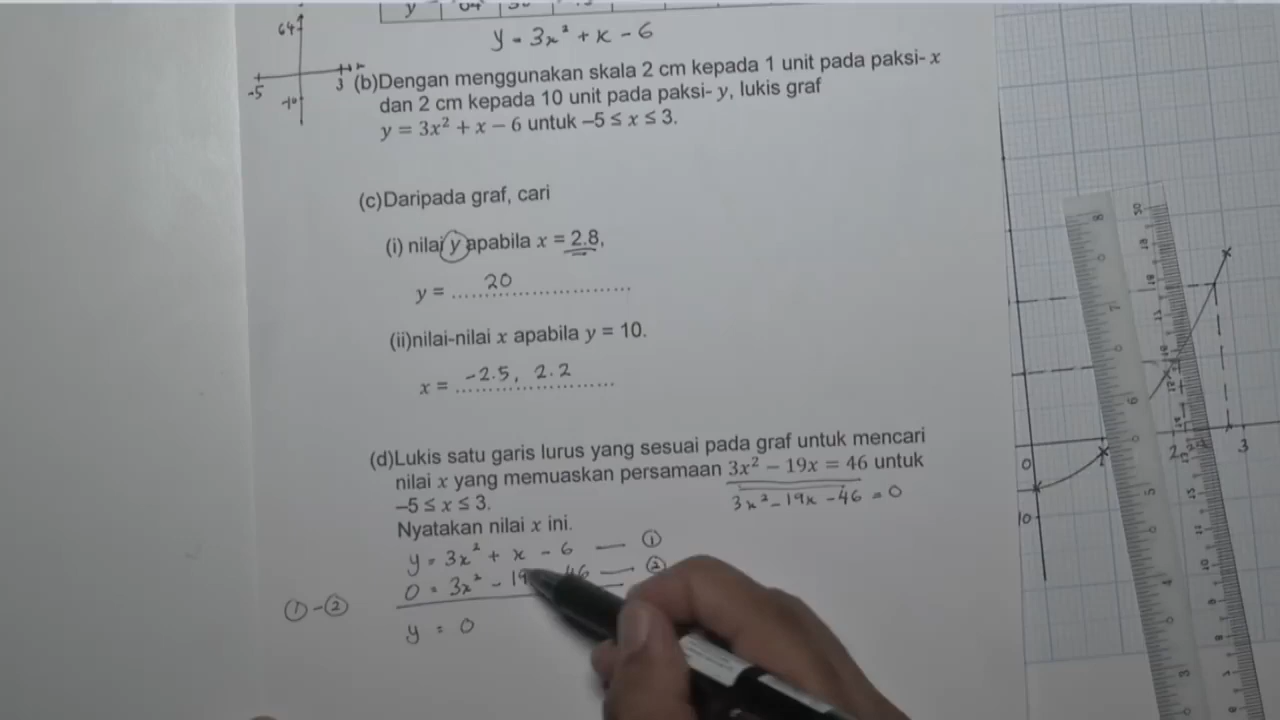 64
y
y = 3x² + x - 6
-5
3
-10
(b)Dengan menggunakan skala 2 cm kepada 1 unit pada paksi- x
dan 2 cm kepada 10 unit pada paksi- y, lukis graf
y = 3x² + x − 6 untuk −5 ≤ x ≤ 3.
(c)Daripada graf, cari
(i) nilai y apabila x = 2.8,
y = 20
(ii)nilai-nilai x apabila y = 10.
x = -2.5, 2.2
(d)Lukis satu garis lurus yang sesuai pada graf untuk mencari
nilai x yang memuaskan persamaan 3x² − 19x = 46 untuk
−5 ≤ x ≤ 3.
3x² - 19x - 46 = 0
Nyatakan nilai x ini.
y = 3x² + x - 6 — ①
0 = 3x² - 19 46 — ②
① - ②
y = 0
0
1
2
3
10